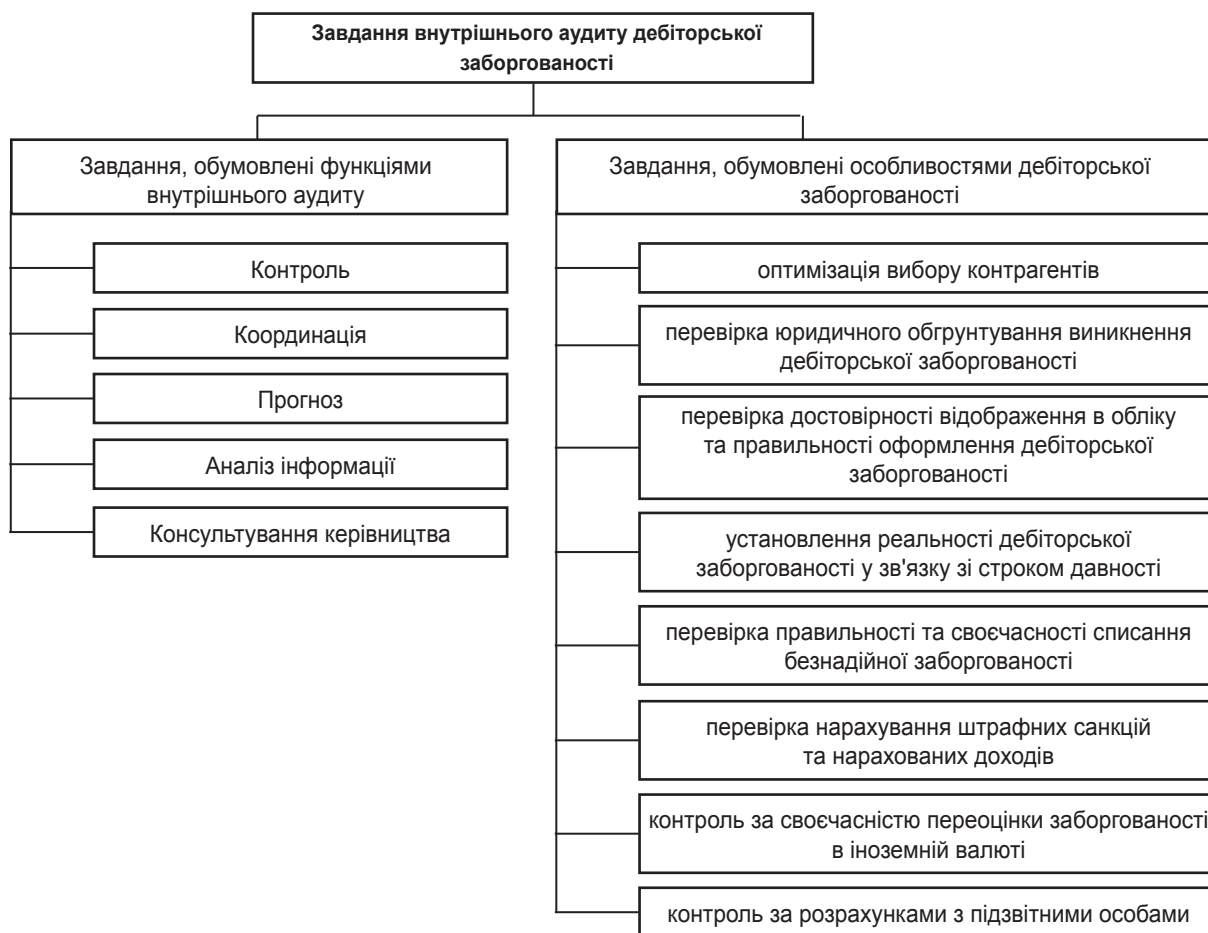 Завдання внутрішнього аудиту дебіторської
заборгованості
Завдання, обумовлені функціями
внутрішнього аудиту
Контроль
Координація
Прогноз
Аналіз інформації
Консультування керівництва
Завдання, обумовлені особливостями дебіторської
заборгованості
оптимізація вибору контрагентів
перевірка юридичного обгрунтування виникнення
дебіторської заборгованості
перевірка достовірності відображення в обліку
та правильності оформлення дебіторської
заборгованості
установлення реальності дебіторської
заборгованості у зв'язку зі строком давності
перевірка правильності та своєчасності списання
безнадійної заборгованості
перевірка нарахування штрафних санкцій
та нарахованих доходів
контроль за своєчасністю переоцінки заборгованості
в іноземній валюті
контроль за розрахунками з підзвітними особами